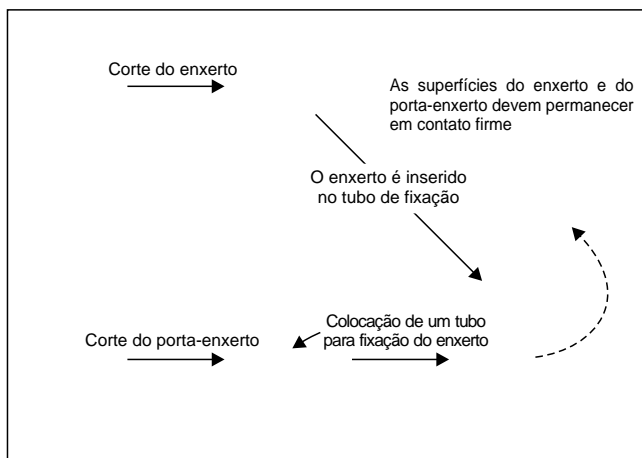 Corte do enxerto
As superfícies do enxerto e do
porta-enxerto devem permanecer
em contato firme
O enxerto é inserido
no tubo de fixação
Colocação de um tubo
para fixação do enxerto
Corte do porta-enxerto